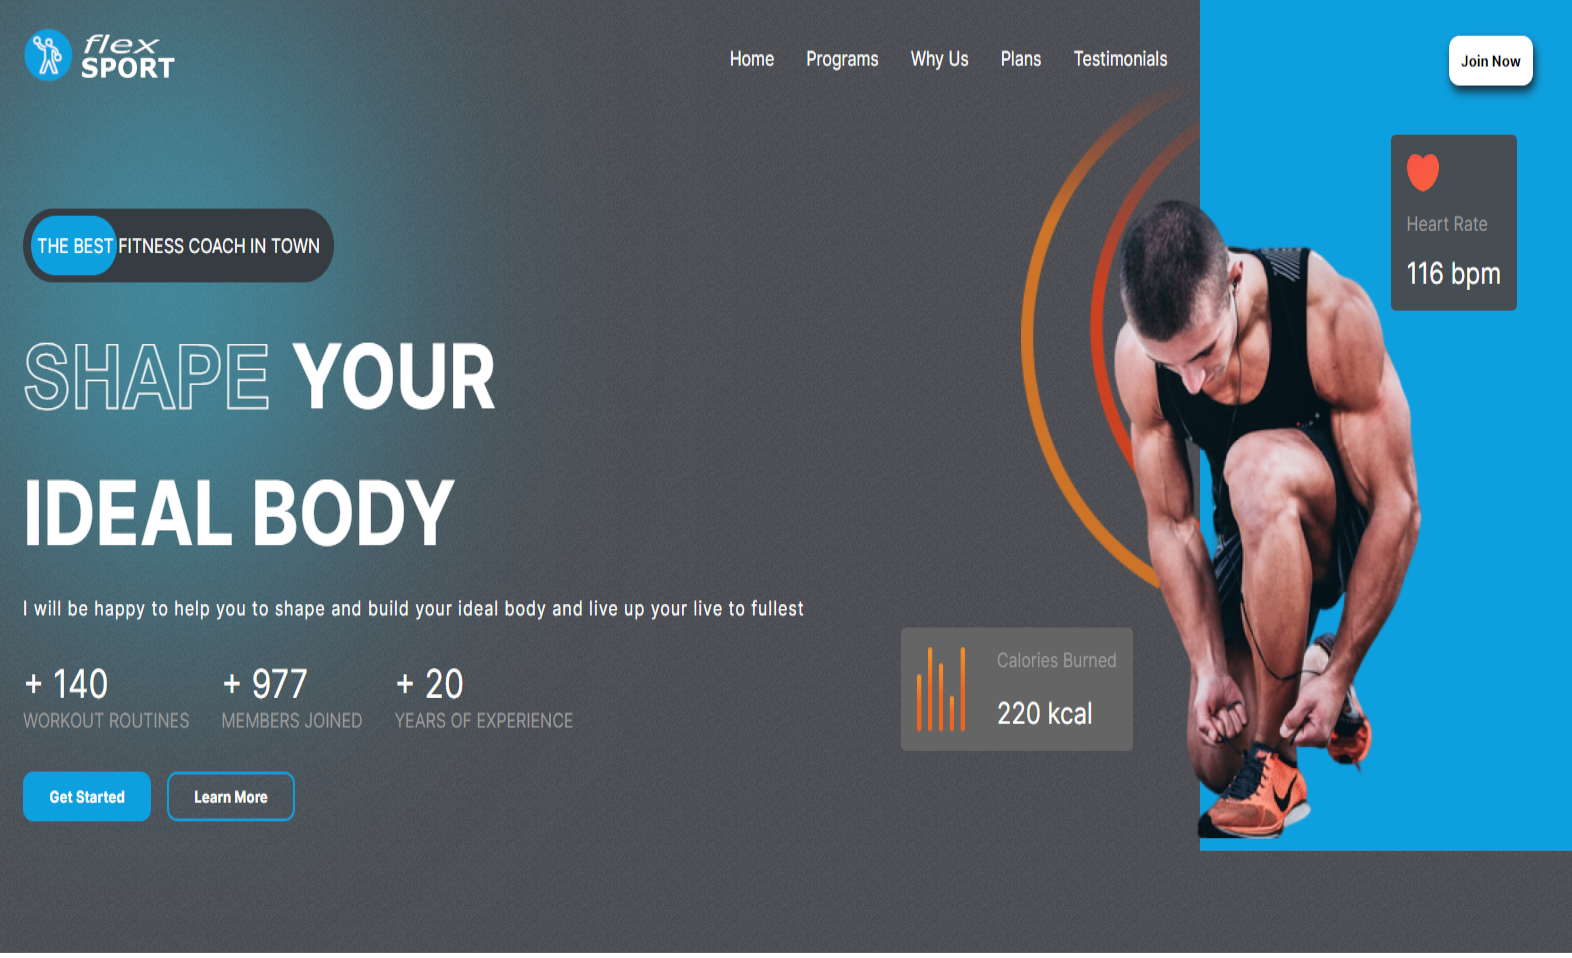 flex
SPORT
Home Programs Why Us Plans Testimonials
Join Now
Heart Rate
116 bpm
THE BEST FITNESS COACH IN TOWN
SHAPE YOUR
IDEAL BODY
I will be happy to help you to shape and build your ideal body and live up your live to fullest
+ 140 + 977 + 20
WORKOUT ROUTINES MEMBERS JOINED YEARS OF EXPERIENCE
Calories Burned
220 kcal
Get Started Learn More